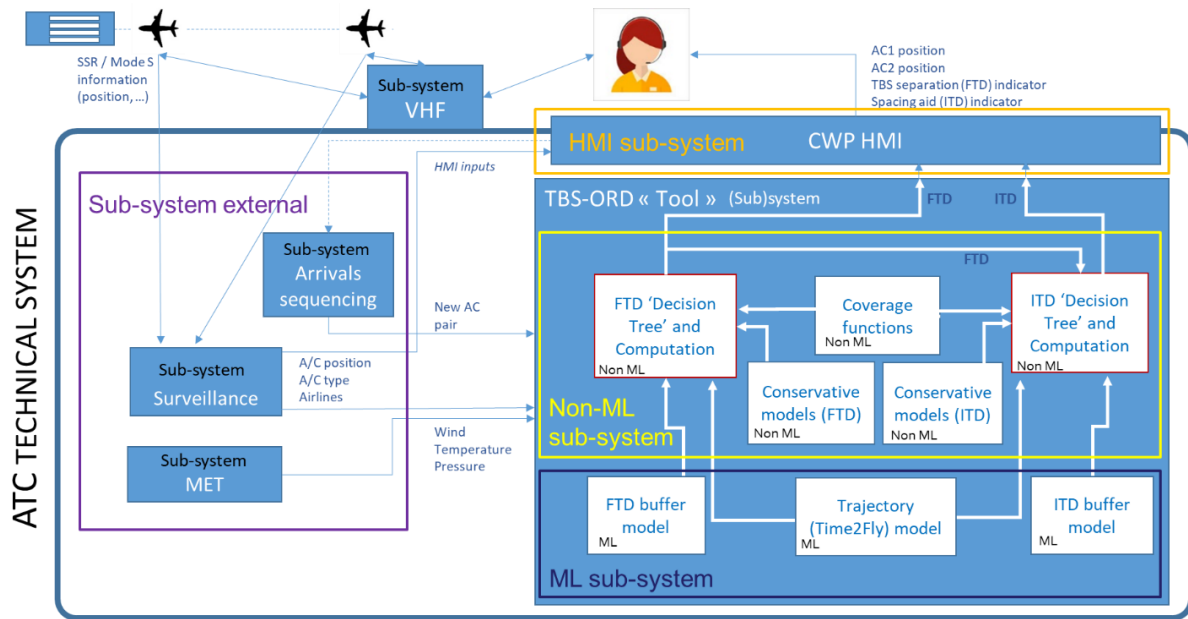 SSR / Mode S
information
(position, …)
Sub-system
VHF
AC1 position
AC2 position
TBS separation (FTD) indicator
Spacing aid (ITD) indicator
HMI sub-system
CWP HMI
HMI inputs
ATC TECHNICAL SYSTEM
Sub-system external
Sub-system
Arrivals
sequencing
New AC
pair
Sub-system
Surveillance
A/C position
A/C type
Airlines
Sub-system
MET
Wind
Temperature
Pressure
TBS-ORD « Tool » (Sub)system
FTD
ITD
FTD
FTD ‘Decision
Tree’ and
Computation
Non ML
Coverage
functions
Non ML
ITD ‘Decision
Tree’ and
Computation
Non ML
Conservative
models (FTD)
Non ML
Conservative
models (ITD)
Non ML
Non-ML
sub-system
FTD buffer
model
ML
Trajectory
(Time2Fly) model
ML
ITD buffer
model
ML
ML sub-system